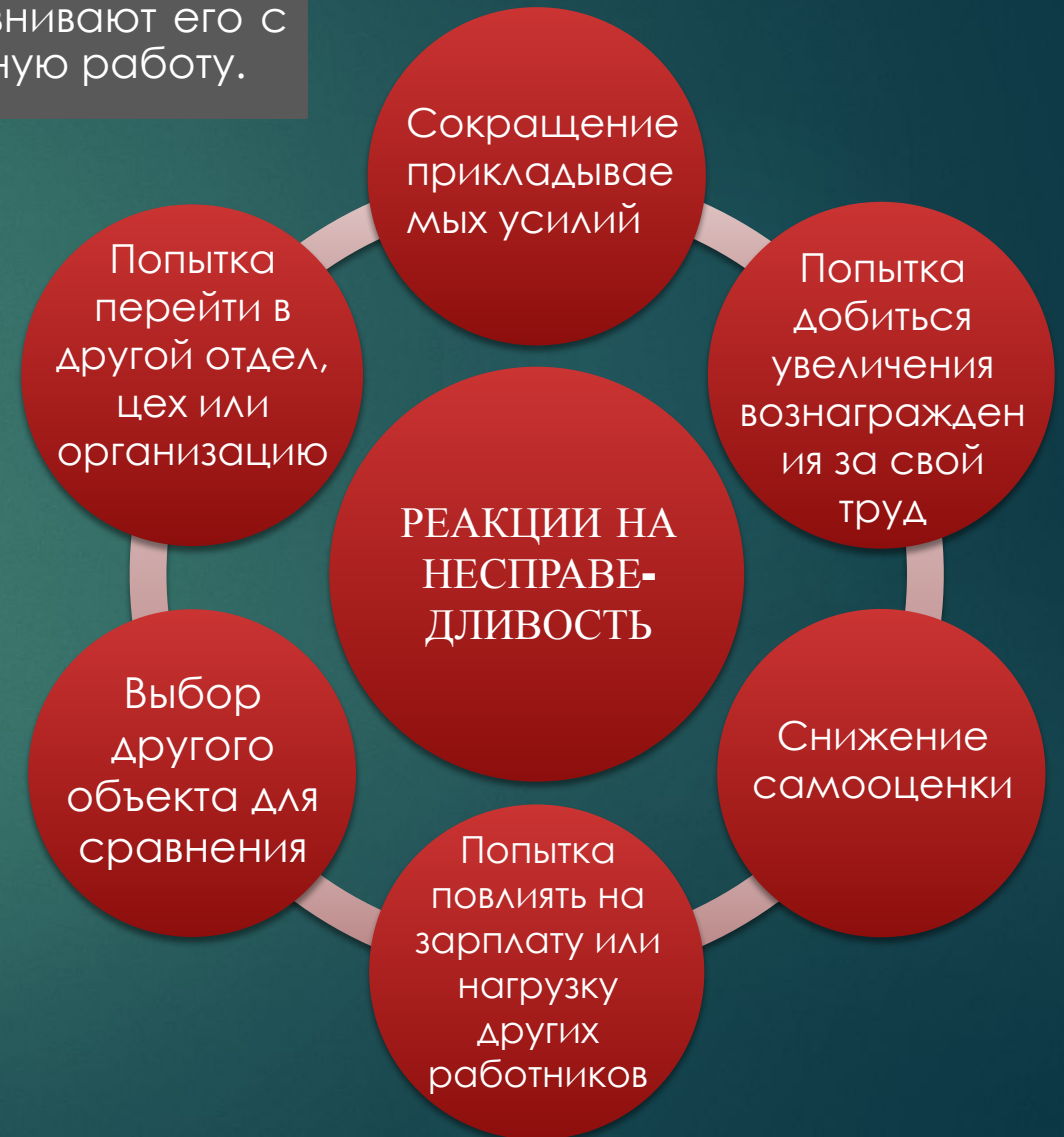 внивают его с
ную работу.
Сокращение
прикладывае
мых усилий
Попытка
добиться
увеличения
вознагражден
ия за свой
труд
Снижение
самооценки
Попытка
повлиять на
зарплату или
нагрузку
других
работников
Выбор
другого
объекта для
сравнения
Попытка
перейти в
другой отдел,
цех или
организацию
РЕАКЦИИ НА
НЕСПРАВЕ-
ДЛИВОСТЬ